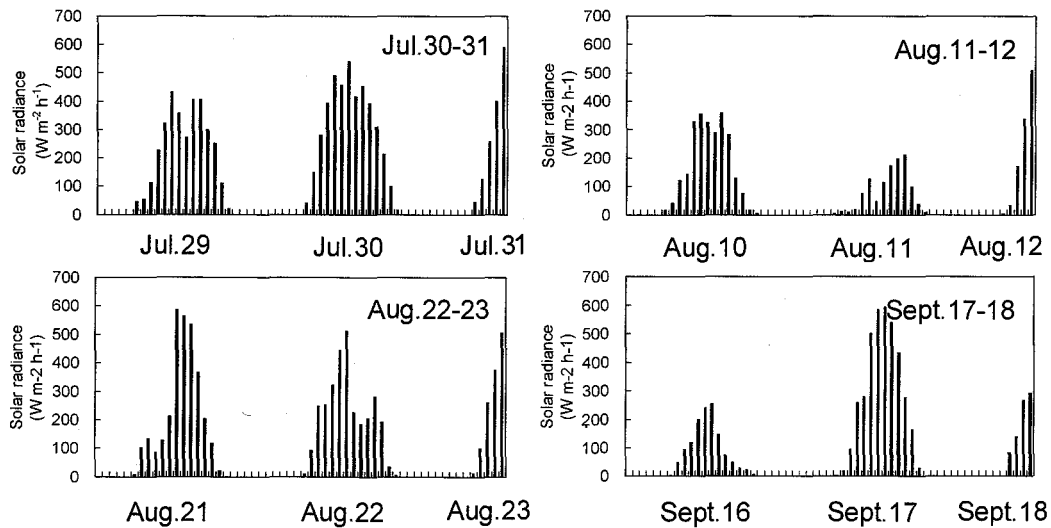 700
600
500
400
300
200
100
0
Solar radiance
(W m-2 h-1)
Jul.30-31
Jul.29 Jul.30 Jul.31
700
600
500
400
300
200
100
0
Solar radiance
(W m-2 h-1)
Aug.11-12
Aug.10 Aug.11 Aug.12
700
600
500
400
300
200
100
0
Solar radiance
(W m-2 h-1)
Aug.22-23
Aug.21 Aug.22 Aug.23
700
600
500
400
300
200
100
0
Solar radiance
(W m-2 h-1)
Sept.17-18
Sept.16 Sept.17 Sept.18